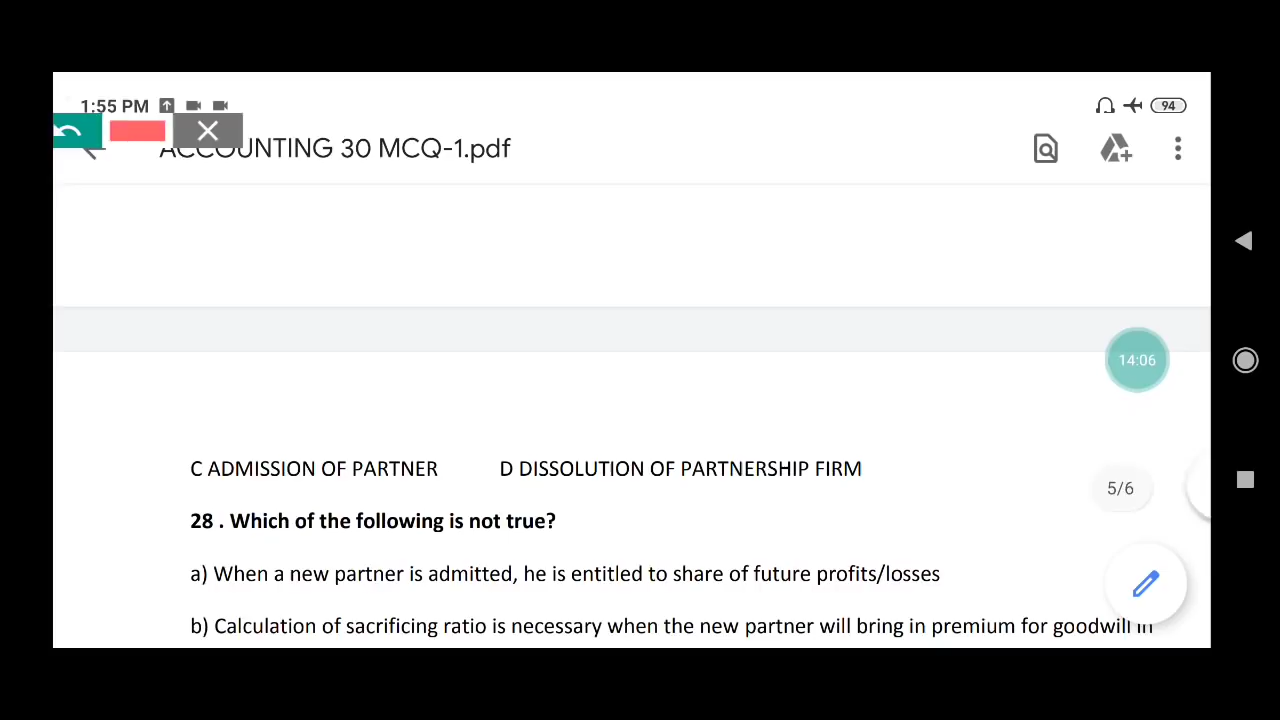 1:55 PM
94
ACCOUNTING 30 MCQ-1.pdf
14:06
C ADMISSION OF PARTNER D DISSOLUTION OF PARTNERSHIP FIRM
5/6
28 . Which of the following is not true?
a) When a new partner is admitted, he is entitled to share of future profits/losses
b) Calculation of sacrificing ratio is necessary when the new partner will bring in premium for goodwill in